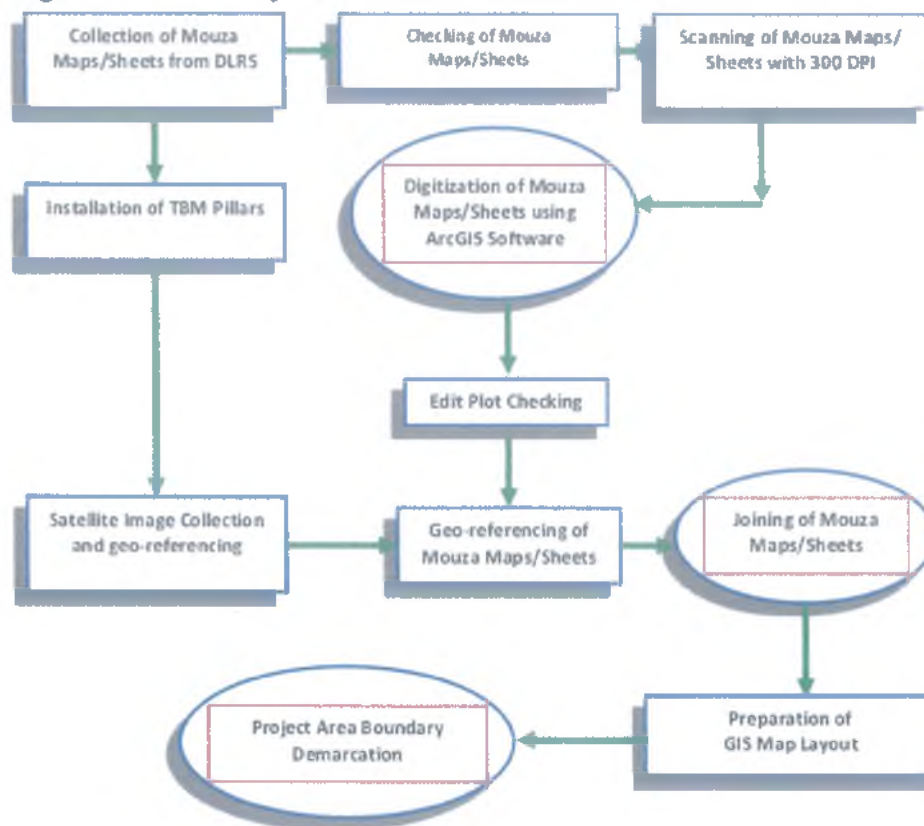 Collection of Mouza
Maps/Sheets from DLRS
Checking of Mouza
Maps/Sheets
Scanning of Mouza Maps/
Sheets with 300 DPI
Installation of TBM Pillars
Digitization of Mouza
Maps/Sheets using
ArcGIS Software
Edit Plot Checking
Satellite Image Collection
and geo-referencing
Geo-referencing of
Mouza Maps/Sheets
Joining of Mouza
Maps/Sheets
Project Area Boundary
Demarcation
Preparation of
GIS Map Layout